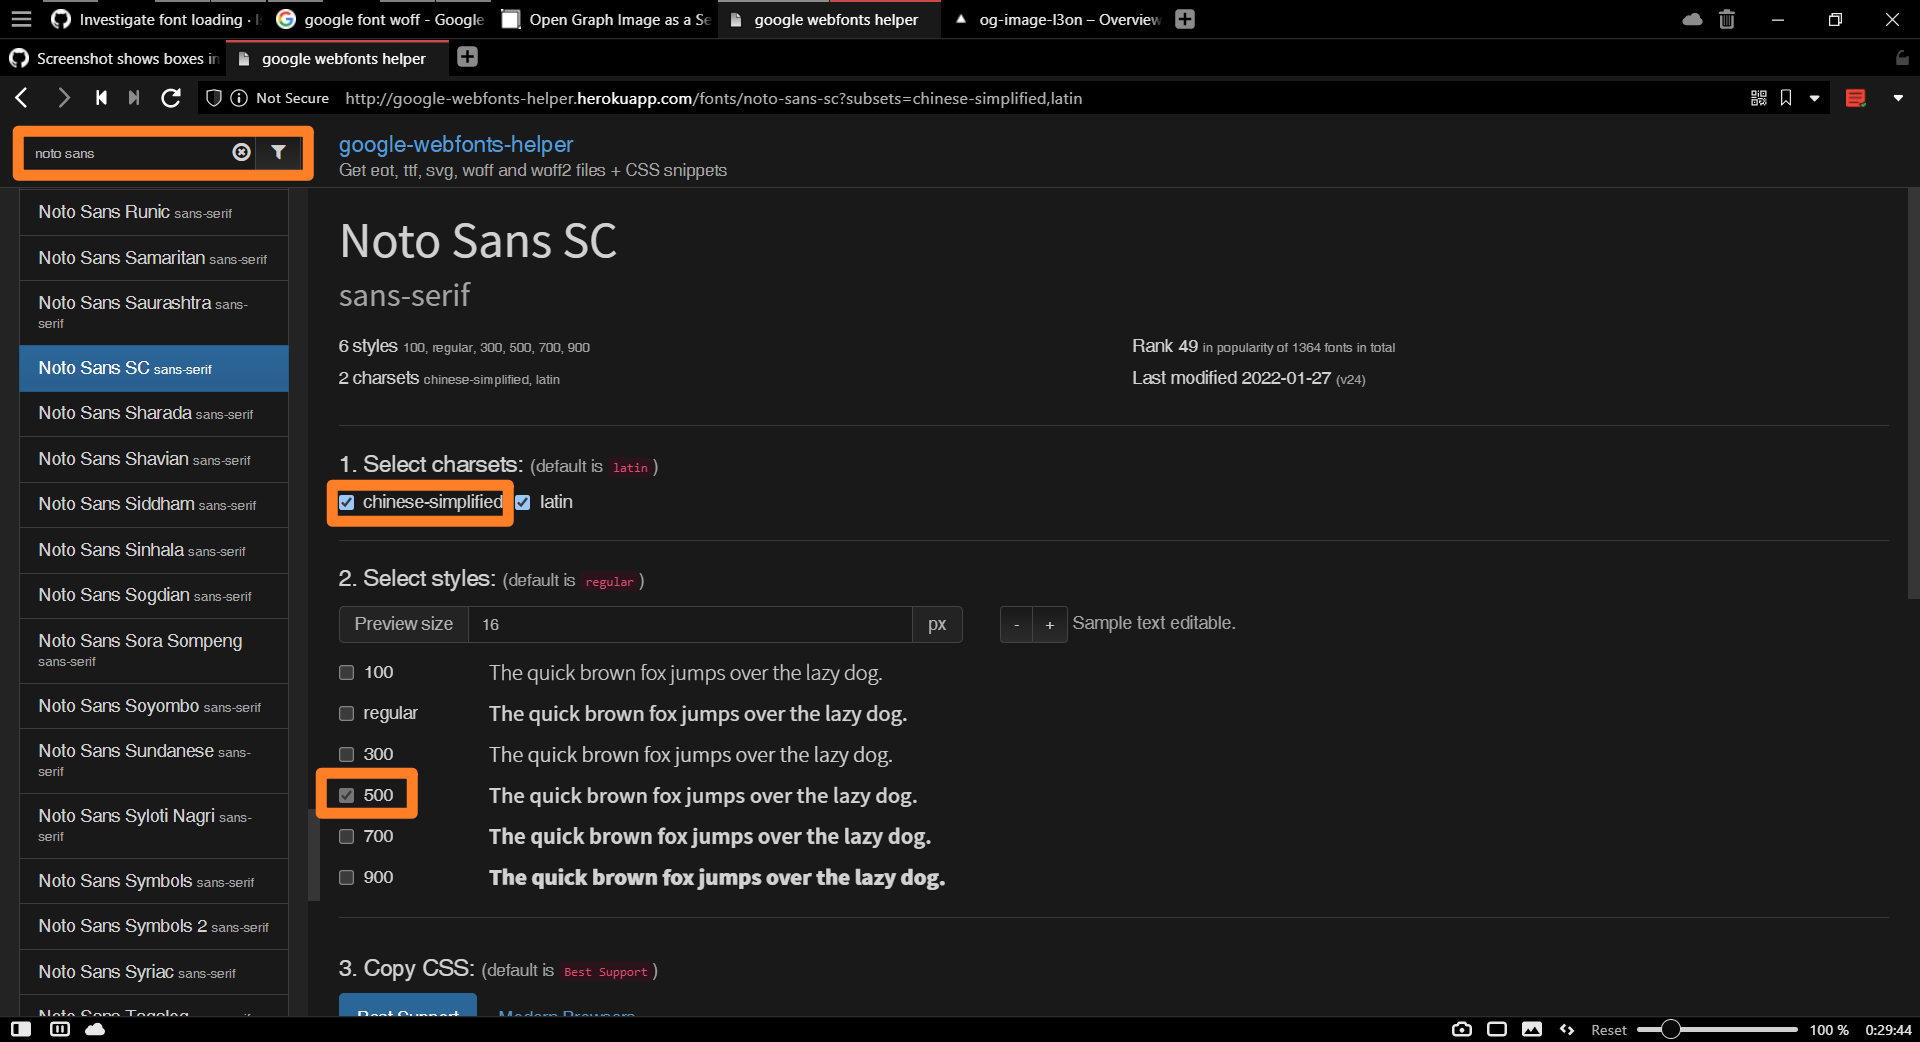 Investigate font loading · Is
google font woff - Google
Open Graph Image as a Se
google webfonts helper
og-image-l3on – Overview
Screenshot shows boxes in
google webfonts helper
Not Secure http://google-webfonts-helper.herokuapp.com/fonts/noto-sans-sc?subsets=chinese-simplified,latin
noto sans
google-webfonts-helper
Get eot, ttf, svg, woff and woff2 files + CSS snippets
Noto Sans Runic sans-serif
Noto Sans Samaritan sans-serif
Noto Sans Saurashtra sans-
serif
Noto Sans SC sans-serif
Noto Sans Sharada sans-serif
Noto Sans Shavian sans-serif
Noto Sans Siddham sans-serif
Noto Sans Sinhala sans-serif
Noto Sans Sogdian sans-serif
Noto Sans Sora Sompeng
sans-serif
Noto Sans Soyombo sans-serif
Noto Sans Sundanese sans-
serif
Noto Sans Syloti Nagri sans-
serif
Noto Sans Symbols sans-serif
Noto Sans Symbols 2 sans-serif
Noto Sans Syriac sans-serif
Noto Sans Tagalog sans-serif
Noto Sans SC
sans-serif
6 styles 100, regular, 300, 500, 700, 900
2 charsets chinese-simplified, latin
Rank 49 in popularity of 1364 fonts in total
Last modified 2022-01-27 (v24)
1. Select charsets: (default is latin )
chinese-simplified latin
2. Select styles: (default is regular )
Preview size 16 px - + Sample text editable.
100 The quick brown fox jumps over the lazy dog.
regular The quick brown fox jumps over the lazy dog.
300 The quick brown fox jumps over the lazy dog.
500 The quick brown fox jumps over the lazy dog.
700 The quick brown fox jumps over the lazy dog.
900 The quick brown fox jumps over the lazy dog.
3. Copy CSS: (default is Best Support )
Best Support Modern Browsers
Reset 100 % 0:29:44